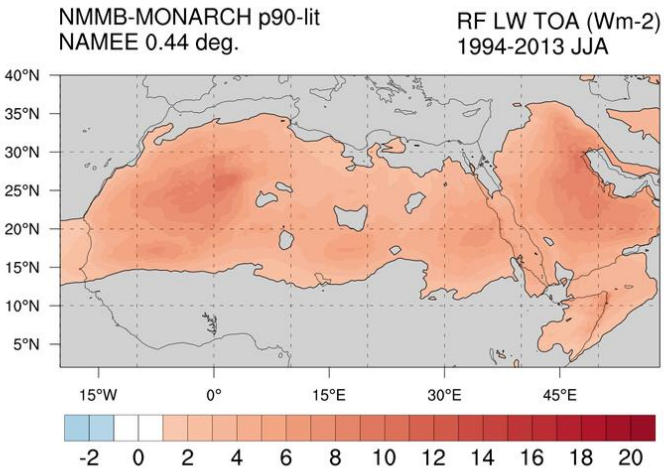 NMMB-MONARCH p90-lit
NAMEE 0.44 deg.
RF LW TOA (Wm-2)
1994-2013 JJA
40°N
35°N
30°N
25°N
20°N
15°N
10°N
5°N
15°W 0° 15°E 30°E 45°E
-2 0 2 4 6 8 10 12 14 16 18 20